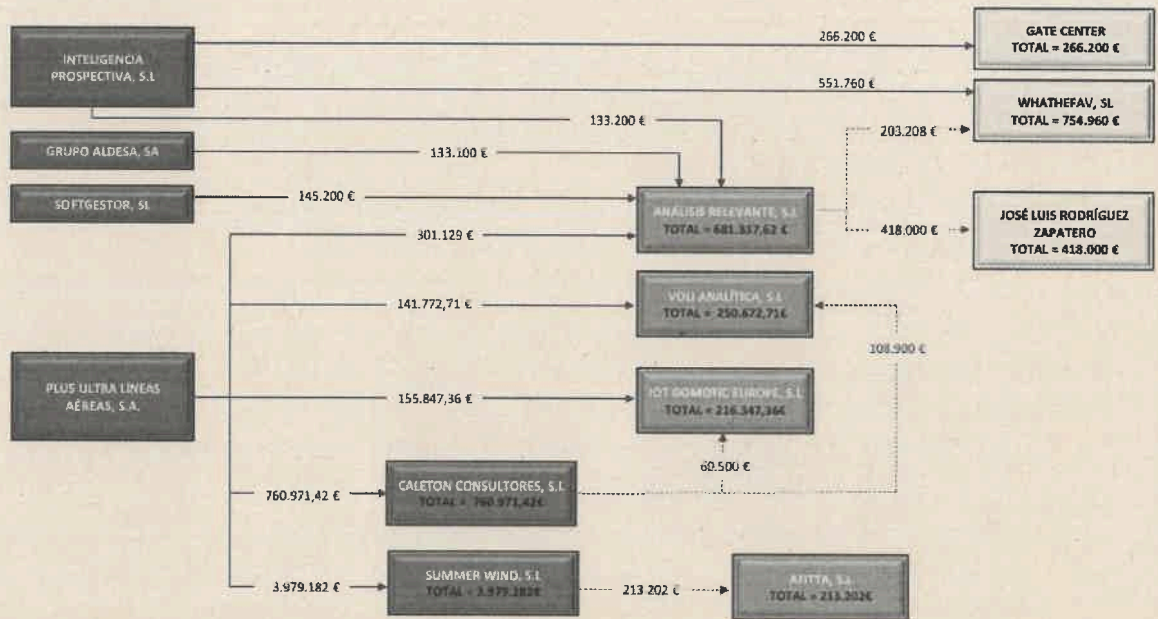 266.200 €
GATE CENTER
TOTAL = 266.200 €
INTELIGENCIA
PROSPECTIVA, S.L
551.760 €
WHATHEFAV, SL
TOTAL = 754.960 €
133.200 €
203.208 €
GRUPO ALDESA, SA
133.100 €
SOFTGESTOR, SL
145.200 €
ANÁLISIS RELEVANTE, S.L
TOTAL = 681.337,62 €
JOSÉ LUIS RODRÍGUEZ
ZAPATERO
TOTAL = 418.000 €
418.000 €
301.129 €
VOLI ANALÍTICA, S.L
TOTAL = 250.672,71€
141.772,71 €
108.900 €
PLUS ULTRA LÍNEAS
AÉREAS, S.A.
IOT DOMOTIC EUROPE, S.L
TOTAL = 216.347,36€
155.847,36 €
60.500 €
CALETON CONSULTORES, S.L
TOTAL = 760.971,42€
760.971,42 €
SUMMER WIND, S.L
TOTAL = 3.979.182€
3.979.182 €
213.202 €
TOTAL = 213.202€